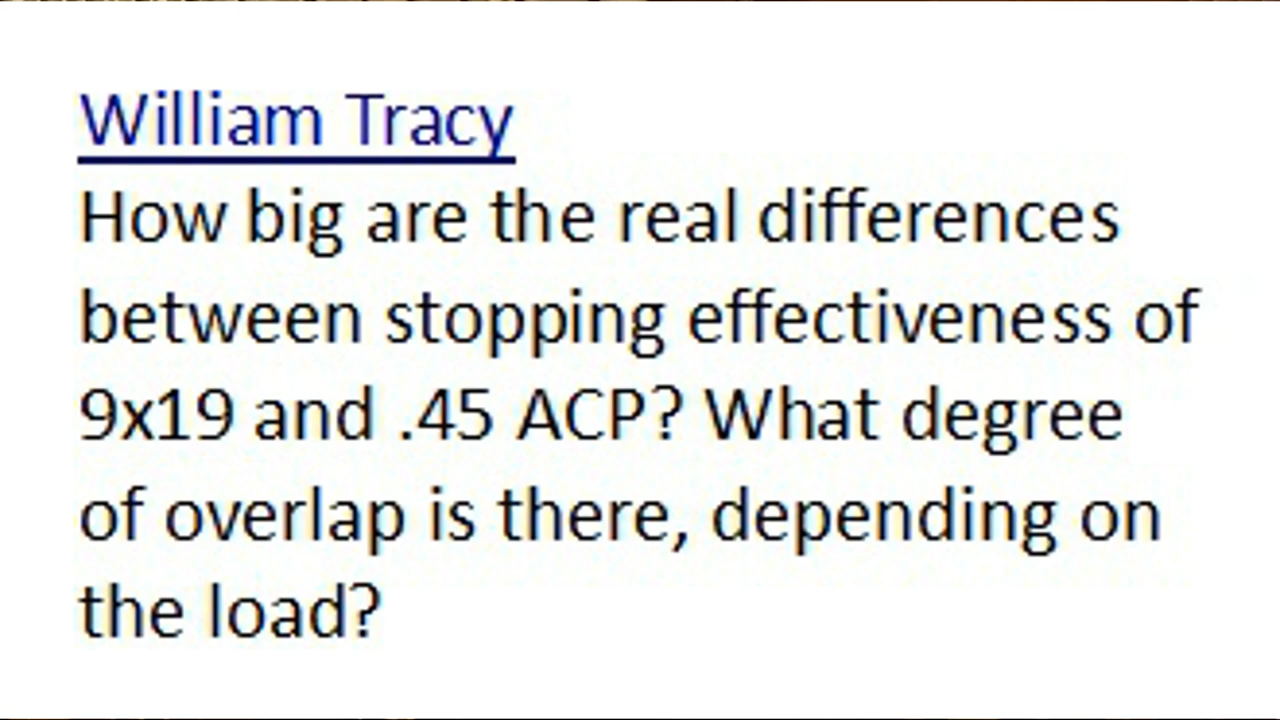 William Tracy
How big are the real differences
between stopping effectiveness of
9x19 and .45 ACP? What degree
of overlap is there, depending on
the load?